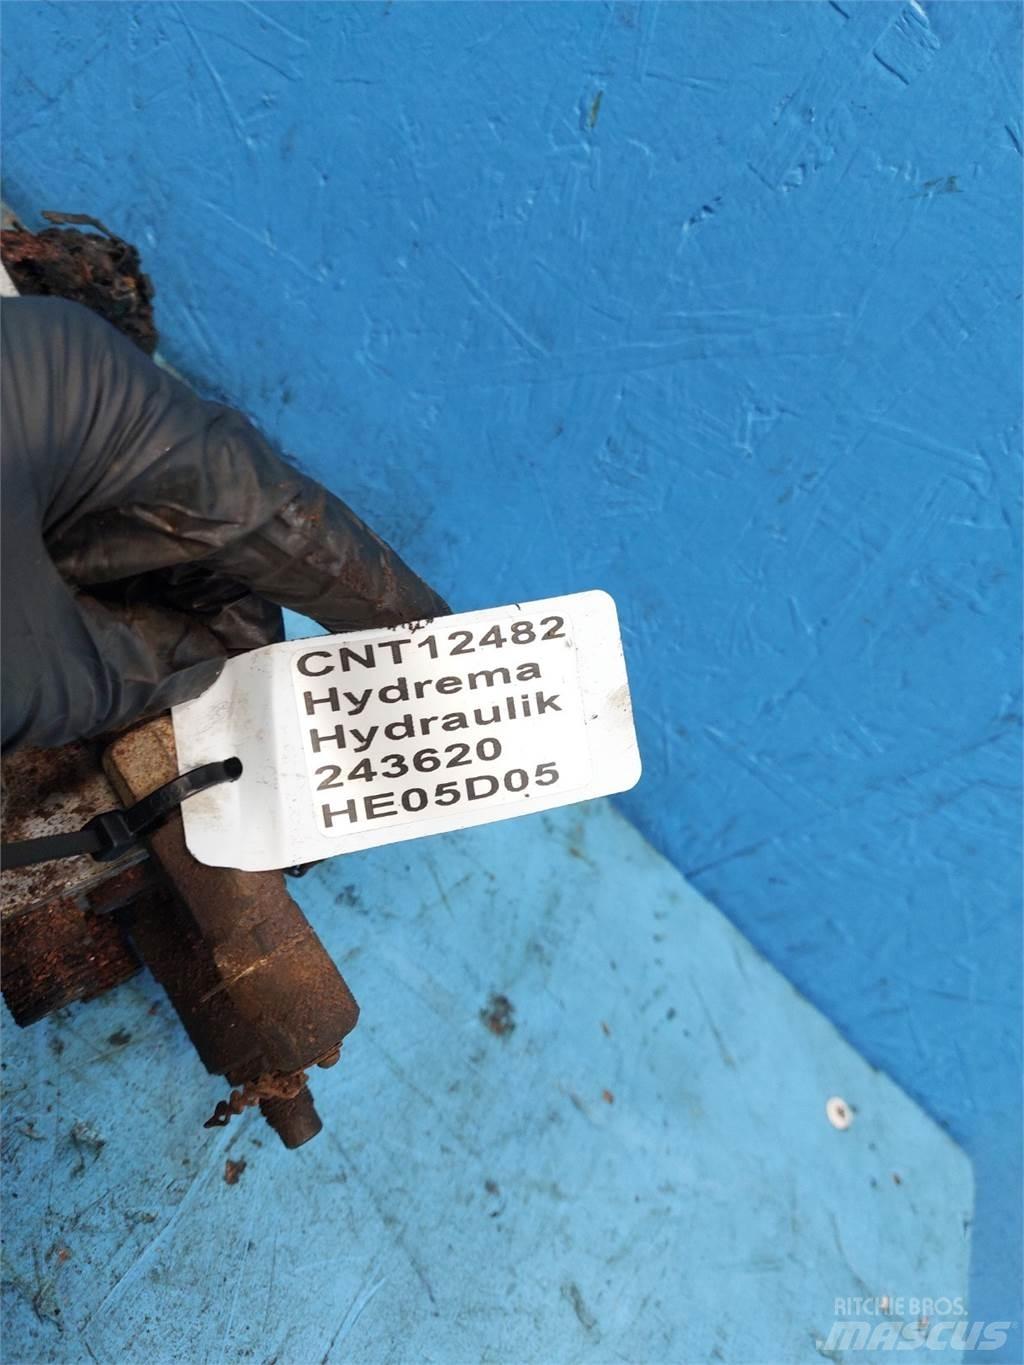 CNT12482
Hydrema
Hydraulik
243620
HE05D05
RITCHIE BROS.
MASCUS